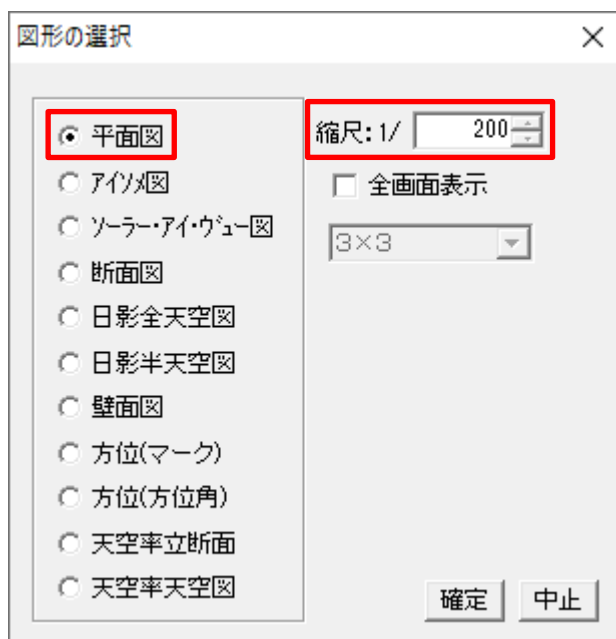 図形の選択
平面図
縮尺:1/ 200
アイソメ図
全画面表示
ソーラー・アイ・ヴュー図
3×3
断面図
日影全天空図
日影半天空図
壁面図
方位(マーク)
方位(方位角)
天空率立断面
天空率天空図
確定 中止